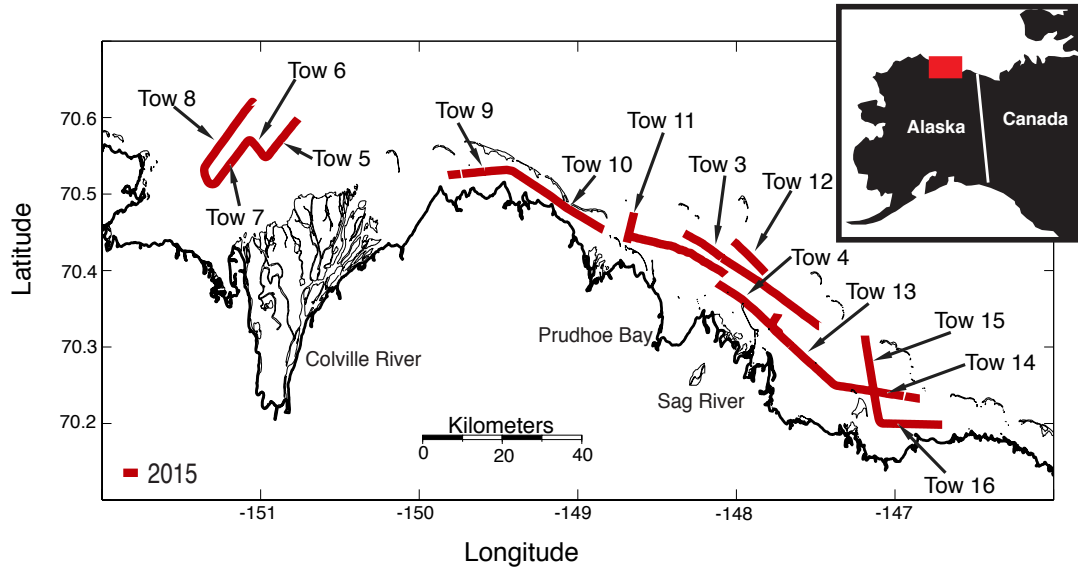 Tow 6
Tow 8
Tow 9
Tow 11
Tow 3
Tow 10
Tow 12
Tow 5
Tow 7
Tow 4
Tow 13
Tow 15
Tow 14
Tow 16
Alaska
Canada
Prudhoe Bay
Colville River
Sag River
Kilometers
0 20 40
2015
70.6
70.5
70.4
70.3
70.2
Latitude
-151 -150 -149 -148 -147
Longitude